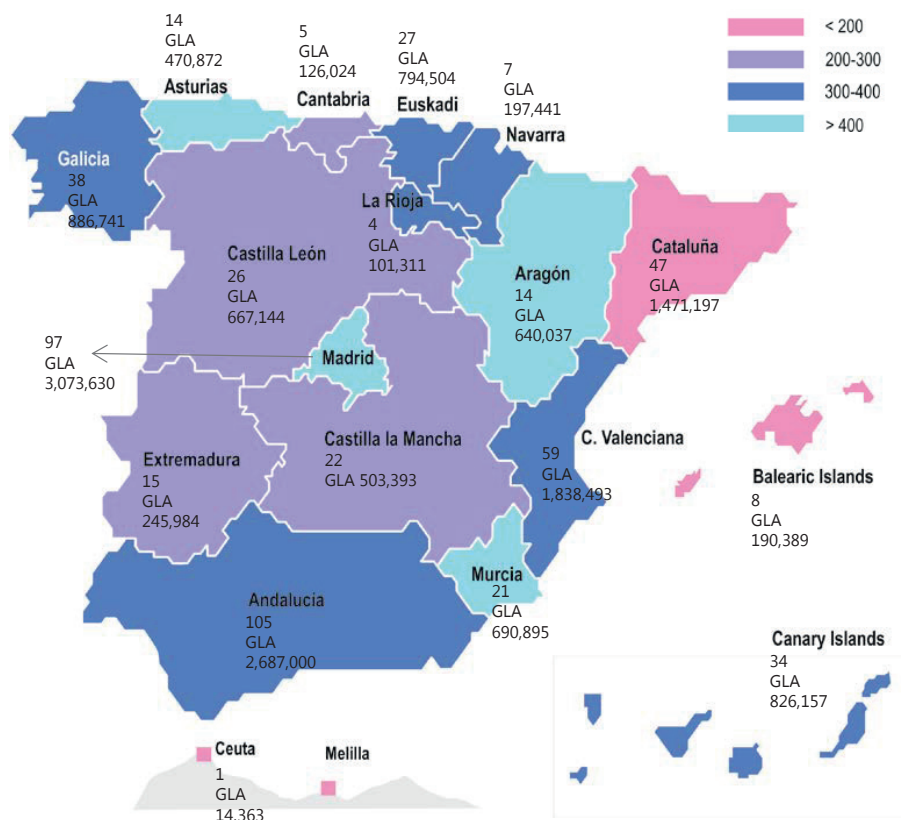 14
GLA
470,872
Asturias
5
GLA
126,024
Cantabria
27
GLA
794,504
Euskadi
7
GLA
197,441
Navarra
< 200
200-300
300-400
> 400
Galicia
38
GLA
886,741
La Rioja
4
GLA
101,311
Castilla León
26
GLA
667,144
Aragón
14
GLA
640,037
Cataluña
47
GLA
1,471,197
97
GLA
3,073,630
Madrid
Extremadura
15
GLA
245,984
Castilla la Mancha
22
GLA 503,393
C. Valenciana
59
GLA
1,838,493
Balearic Islands
8
GLA
190,389
Murcia
21
GLA
690,895
Andalucía
105
GLA
2,687,000
Canary Islands
34
GLA
826,157
Ceuta
1
GLA
14,363
Melilla